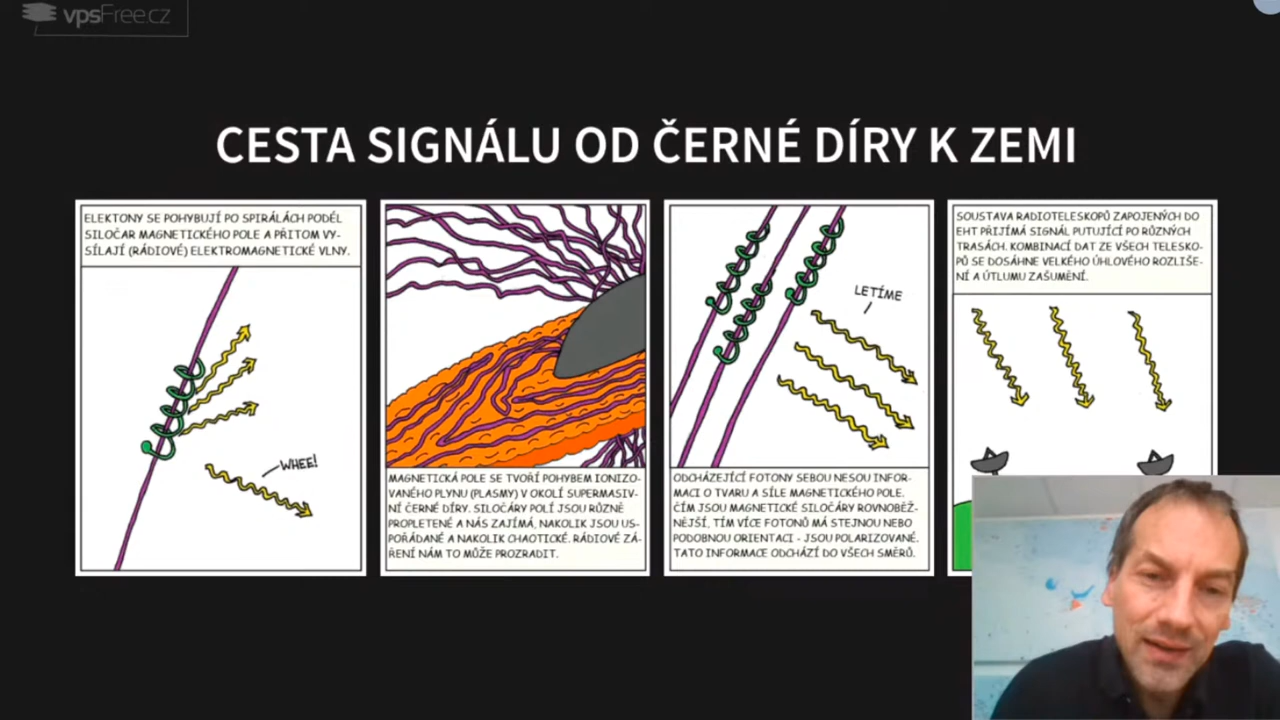 vpsFree.cz
CESTA SIGNÁLU OD ČERNÉ DÍRY K ZEMI
ELEKTONY SE POHYBUJÍ PO SPIRÁLÁCH PODÉL
SILOČAR MAGNETICKÉHO POLE A PŘITOM VY-
SÍLAJÍ (RÁDIOVÉ) ELEKTROMAGNETICKÉ VLNY.
WHEE!
MAGNETICKÁ POLE SE TVOŘÍ POHYBEM IONIZO-
VANÉHO PLYNU (PLASMY) V OKOLÍ SUPERMASIV-
NÍ ČERNÉ DÍRY. SILOČÁRY POLÍ JSOU RŮZNĚ
PROPLETENÉ A NÁS ZAJÍMÁ, NAKOLIK JSOU US-
POŘÁDANÉ A NAKOLIK CHAOTICKÉ. RÁDIOVÉ ZÁ-
ŘENÍ NÁM TO MŮŽE PROZRADIT.
LETÍME
ODCHÁZEJÍCÍ FOTONY SEBOU NESOU INFOR-
MACI O TVARU A SÍLE MAGNETICKÉHO POLE.
ČÍM JSOU MAGNETICKÉ SILOČÁRY ROVNOBĚŽ-
NĚJŠÍ, TÍM VÍCE FOTONŮ MÁ STEJNOU NEBO
PODOBNOU ORIENTACI - JSOU POLARIZOVANÉ.
TATO INFORMACE ODCHÁZÍ DO VŠECH SMĚRŮ.
SOUSTAVA RADIOTELESKOPŮ ZAPOJENÝCH DO
EHT PŘIJÍMÁ SIGNÁL PUTUJÍCÍ PO RŮZNÝCH
TRASÁCH. KOMBINACÍ DAT ZE VŠECH TELESKO-
PŮ SE DOSÁHNE VELKÉHO ÚHLOVÉHO ROZLIŠE-
NÍ A ÚTLUMU ZAŠUMĚNÍ.